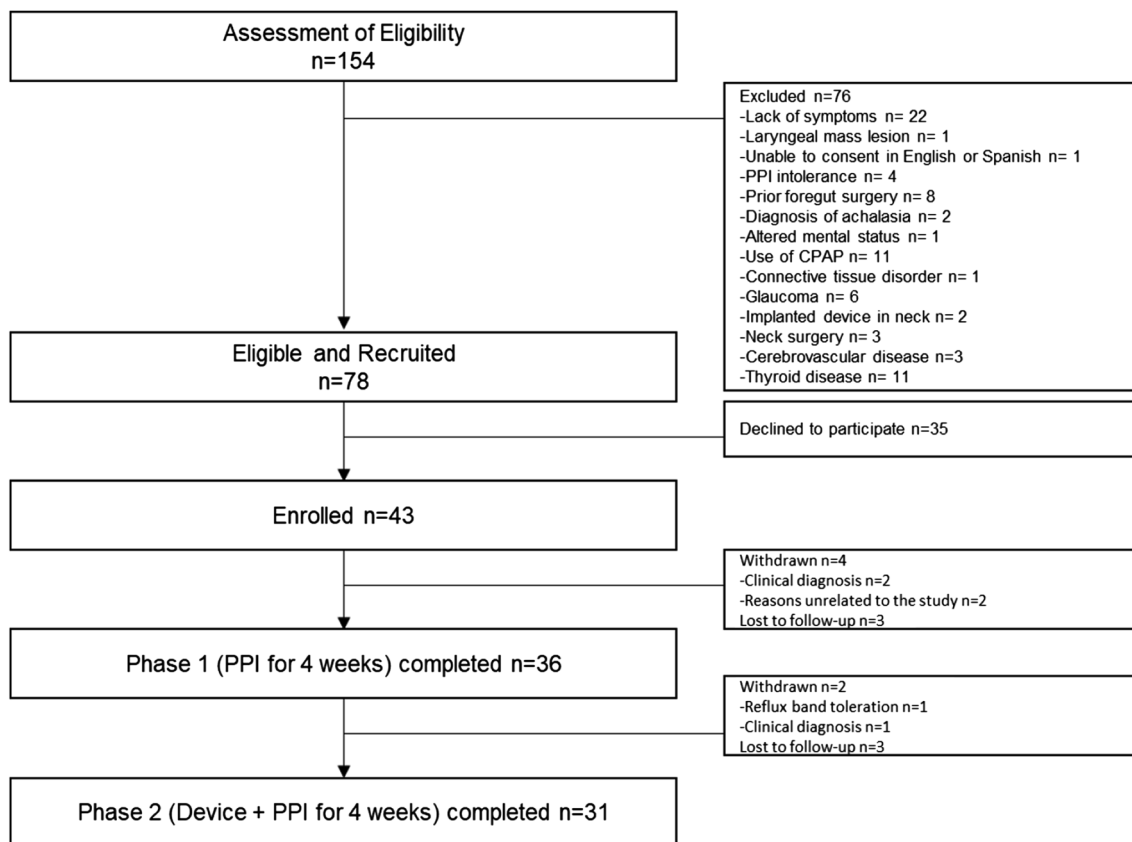 Assessment of Eligibility
n=154
Excluded n=76
-Lack of symptoms n= 22
-Laryngeal mass lesion n= 1
-Unable to consent in English or Spanish n= 1
-PPI intolerance n= 4
-Prior foregut surgery n= 8
-Diagnosis of achalasia n= 2
-Altered mental status n= 1
-Use of CPAP n= 11
-Connective tissue disorder n= 1
-Glaucoma n= 6
-Implanted device in neck n= 2
-Neck surgery n= 3
-Cerebrovascular disease n=3
-Thyroid disease n= 11
Eligible and Recruited
n=78
Declined to participate n=35
Enrolled n=43
Withdrawn n=4
-Clinical diagnosis n=2
-Reasons unrelated to the study n=2
Lost to follow-up n=3
Phase 1 (PPI for 4 weeks) completed n=36
Withdrawn n=2
-Reflux band toleration n=1
-Clinical diagnosis n=1
Lost to follow-up n=3
Phase 2 (Device + PPI for 4 weeks) completed n=31